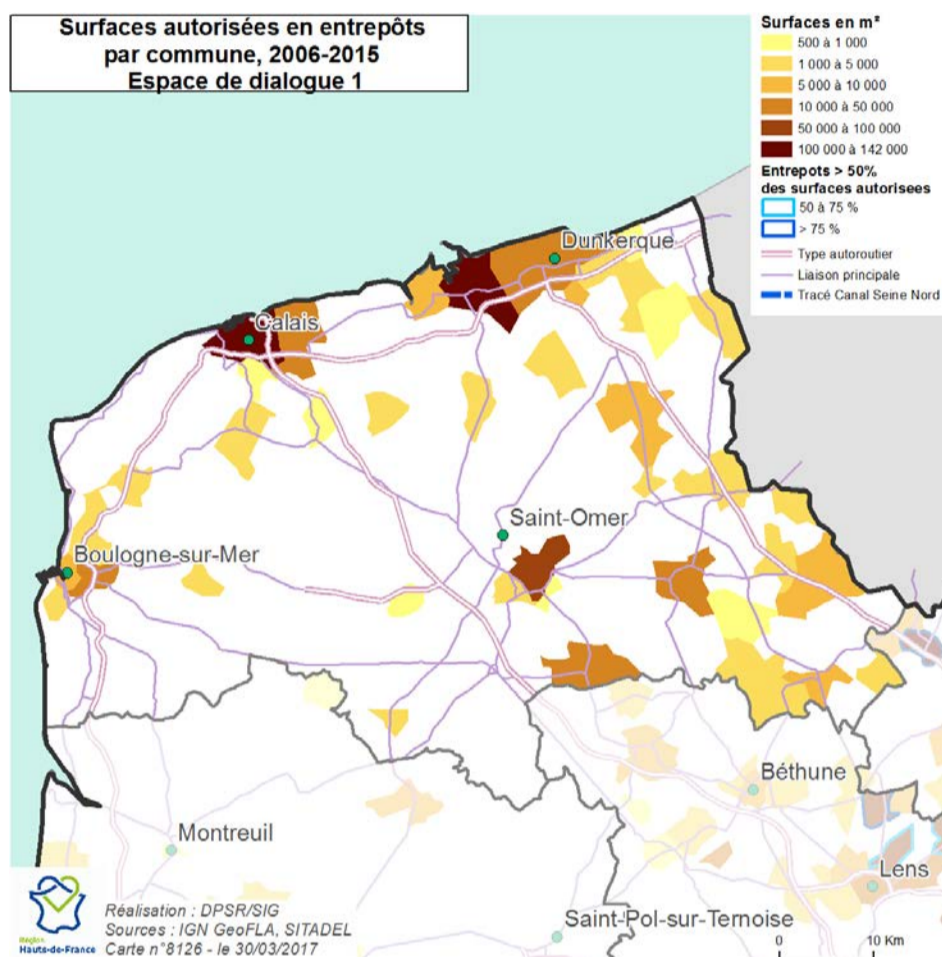 Surfaces autorisées en entrepôts
par commune, 2006-2015
Espace de dialogue 1
Surfaces en m²
500 à 1 000
1 000 à 5 000
5 000 à 10 000
10 000 à 50 000
50 000 à 100 000
100 000 à 142 000
Entrepots > 50%
des surfaces autorisees
50 à 75 %
> 75 %
Type autoroutier
Liaison principale
Tracé Canal Seine Nord
Dunkerque
Calais
Saint-Omer
Boulogne-sur-Mer
Béthune
Montreuil
Lens
Saint-Pol-sur-Ternoise
Région
Hauts-de-France
Réalisation : DPSR/SIG
Sources : IGN GeoFLA, SITADEL
Carte n°8126 - le 30/03/2017
0 10 Km